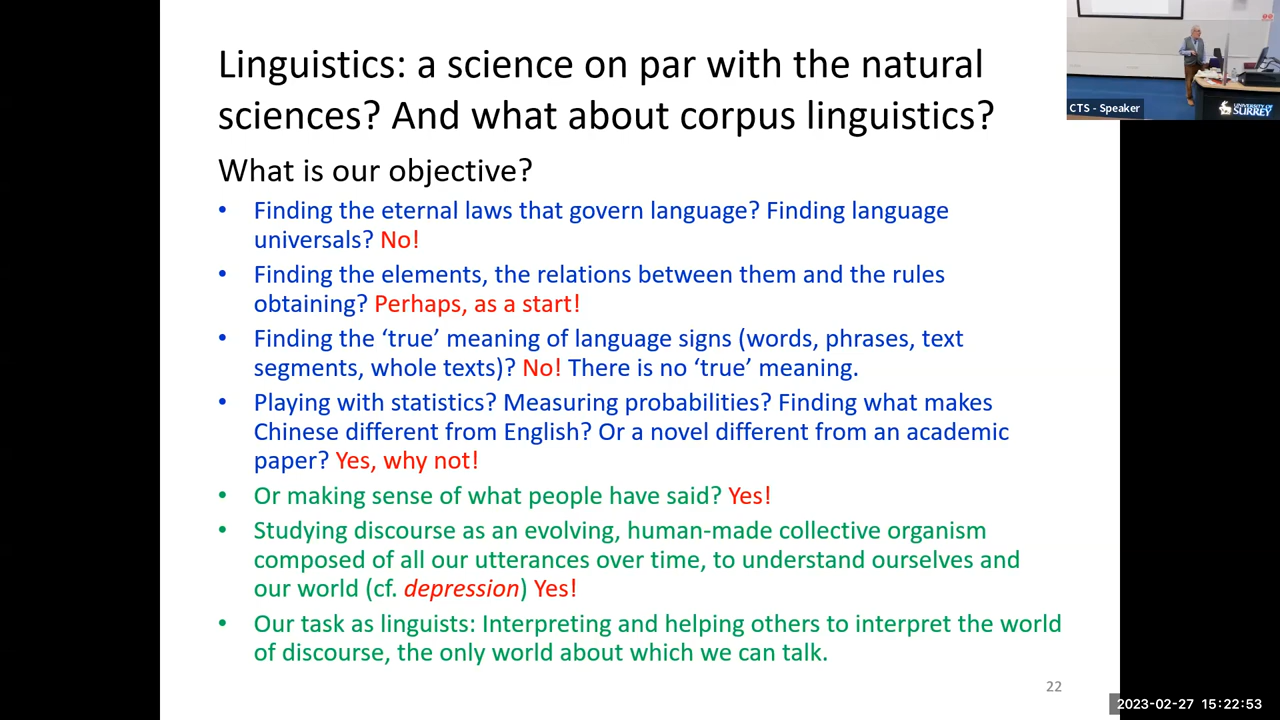 Linguistics: a science on par with the natural
sciences? And what about corpus linguistics?
What is our objective?
• Finding the eternal laws that govern language? Finding language
universals? No!
• Finding the elements, the relations between them and the rules
obtaining? Perhaps, as a start!
• Finding the ‘true’ meaning of language signs (words, phrases, text
segments, whole texts)? No! There is no ‘true’ meaning.
• Playing with statistics? Measuring probabilities? Finding what makes
Chinese different from English? Or a novel different from an academic
paper? Yes, why not!
• Or making sense of what people have said? Yes!
• Studying discourse as an evolving, human-made collective organism
composed of all our utterances over time, to understand ourselves and
our world (cf. depression) Yes!
• Our task as linguists: Interpreting and helping others to interpret the world
of discourse, the only world about which we can talk.
22
CTS - Speaker
UNIVERSITY OF
SURREY
2023-02-27 15:22:53